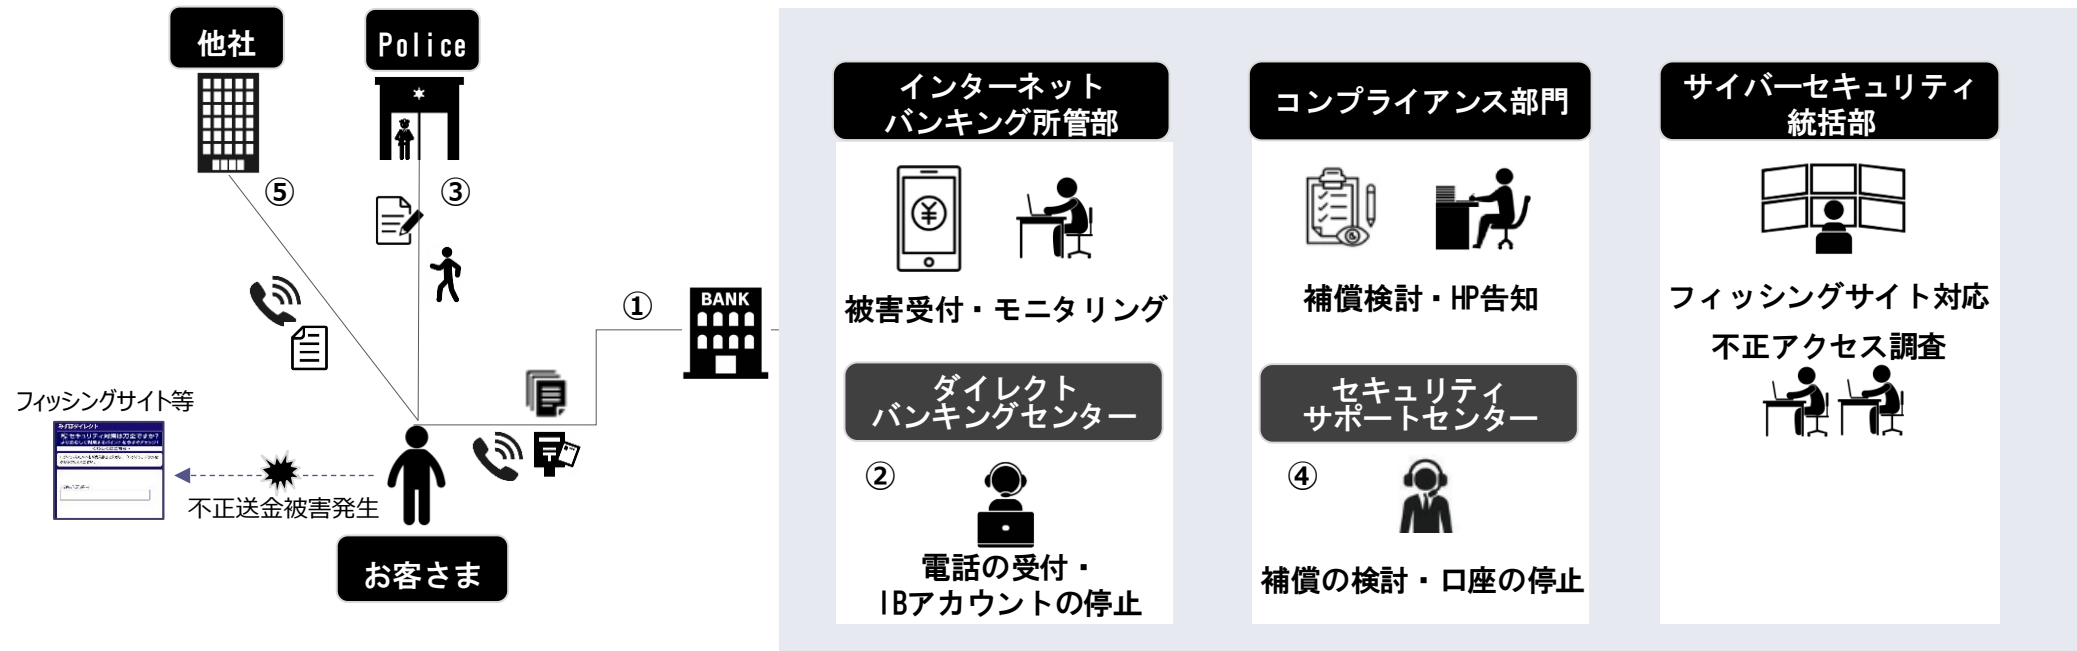 他社
Police
⑤
③
①
BANK
フィッシングサイト等
みずほダイレクト
不正送金被害発生
お客さま
インターネット
バンキング所管部
被害受付・モニタリング
ダイレクト
バンキングセンター
②
電話の受付・
IBアカウントの停止
コンプライアンス部門
補償検討・HP告知
セキュリティ
サポートセンター
④
補償の検討・口座の停止
サイバーセキュリティ
統括部
フィッシングサイト対応
不正アクセス調査